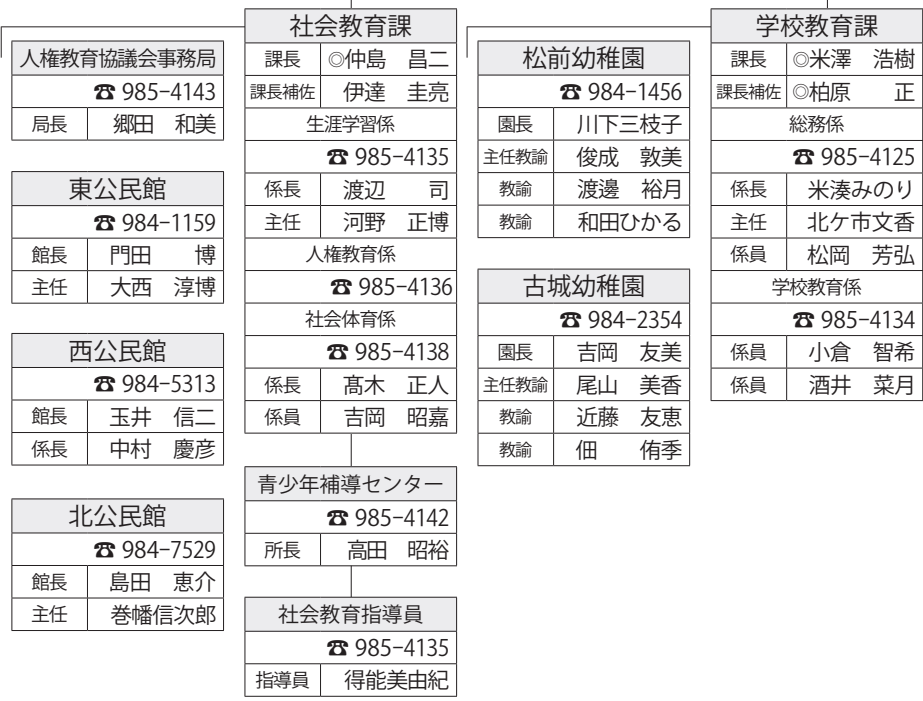 人権教育協議会事務局
☎ 985−4143
局長 郷田 和美
東公民館
☎ 984−1159
館長 門田 博
主任 大西 淳博
西公民館
☎ 984−5313
館長 玉井 信二
係長 中村 慶彦
北公民館
☎ 984−7529
館長 島田 恵介
主任 巻幡信次郎
社会教育課
課長 ◎仲島 昌二
課長補佐 伊達 圭亮
生涯学習係
☎ 985−4135
係長 渡辺 司
主任 河野 正博
人権教育係
☎ 985−4136
社会体育係
☎ 985−4138
係長 髙木 正人
係員 吉岡 昭嘉
青少年補導センター
☎ 985−4142
所長 高田 昭裕
社会教育指導員
☎ 985−4135
指導員 得能美由紀
松前幼稚園
☎ 984−1456
園長 川下三枝子
主任教諭 俊成 敦美
教諭 渡邊 裕月
教諭 和田ひかる
古城幼稚園
☎ 984−2354
園長 吉岡 友美
主任教諭 尾山 美香
教諭 近藤 友恵
教諭 佃 侑季
学校教育課
課長 ◎米澤 浩樹
課長補佐 ◎柏原 正
総務係
☎ 985−4125
係長 米湊みのり
主任 北ケ市文香
係員 松岡 芳弘
学校教育係
☎ 985−4134
係員 小倉 智希
係員 酒井 菜月